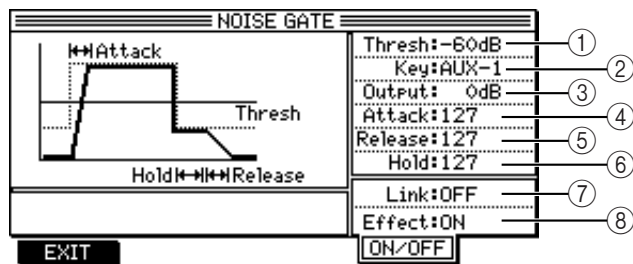 NOISE GATE
Attack
Thresh
Hold Release
Thresh:-60dB ①
Key:AUX-1 ②
Output: 0dB ③
Attack:127 ④
Release:127 ⑤
Hold:127 ⑥
Link:OFF ⑦
Effect:ON ⑧
EXIT
ON/OFF